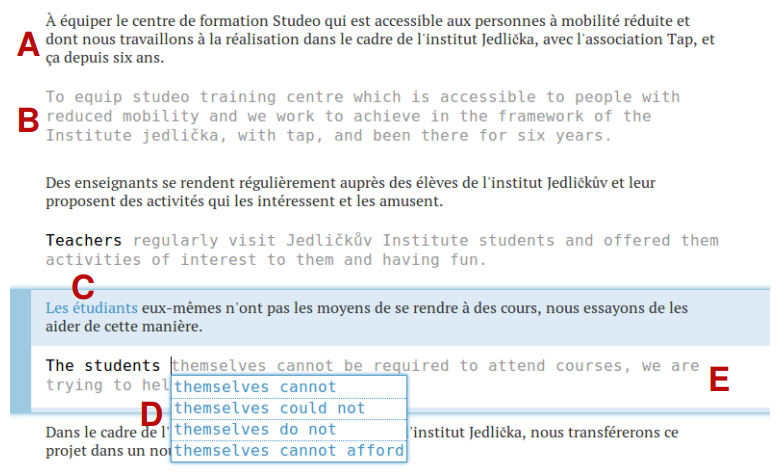 À équiper le centre de formation Studeo qui est accessible aux personnes à mobilité réduite et
A
dont nous travaillons à la réalisation dans le cadre de l'institut Jedlička, avec l'association Tap, et
ça depuis six ans.
To equip studeo training centre which is accessible to people with
B
reduced mobility and we work to achieve in the framework of the
Institute jedlička, with tap, and been there for six years.
Des enseignants se rendent régulièrement auprès des élèves de l'institut Jedličkův et leur
proposent des activités qui les intéressent et les amusent.
Teachers regularly visit Jedličkův Institute students and offered them
activities of interest to them and having fun.
C
Les étudiants eux-mêmes n'ont pas les moyens de se rendre à des cours, nous essayons de les
aider de cette manière.
The students themselves cannot be required to attend courses, we are
E
trying to hel
themselves cannot
themselves could not
D
themselves do not
themselves cannot afford
Dans le cadre de l' 'institut Jedlička, nous transférerons ce
projet dans un nou